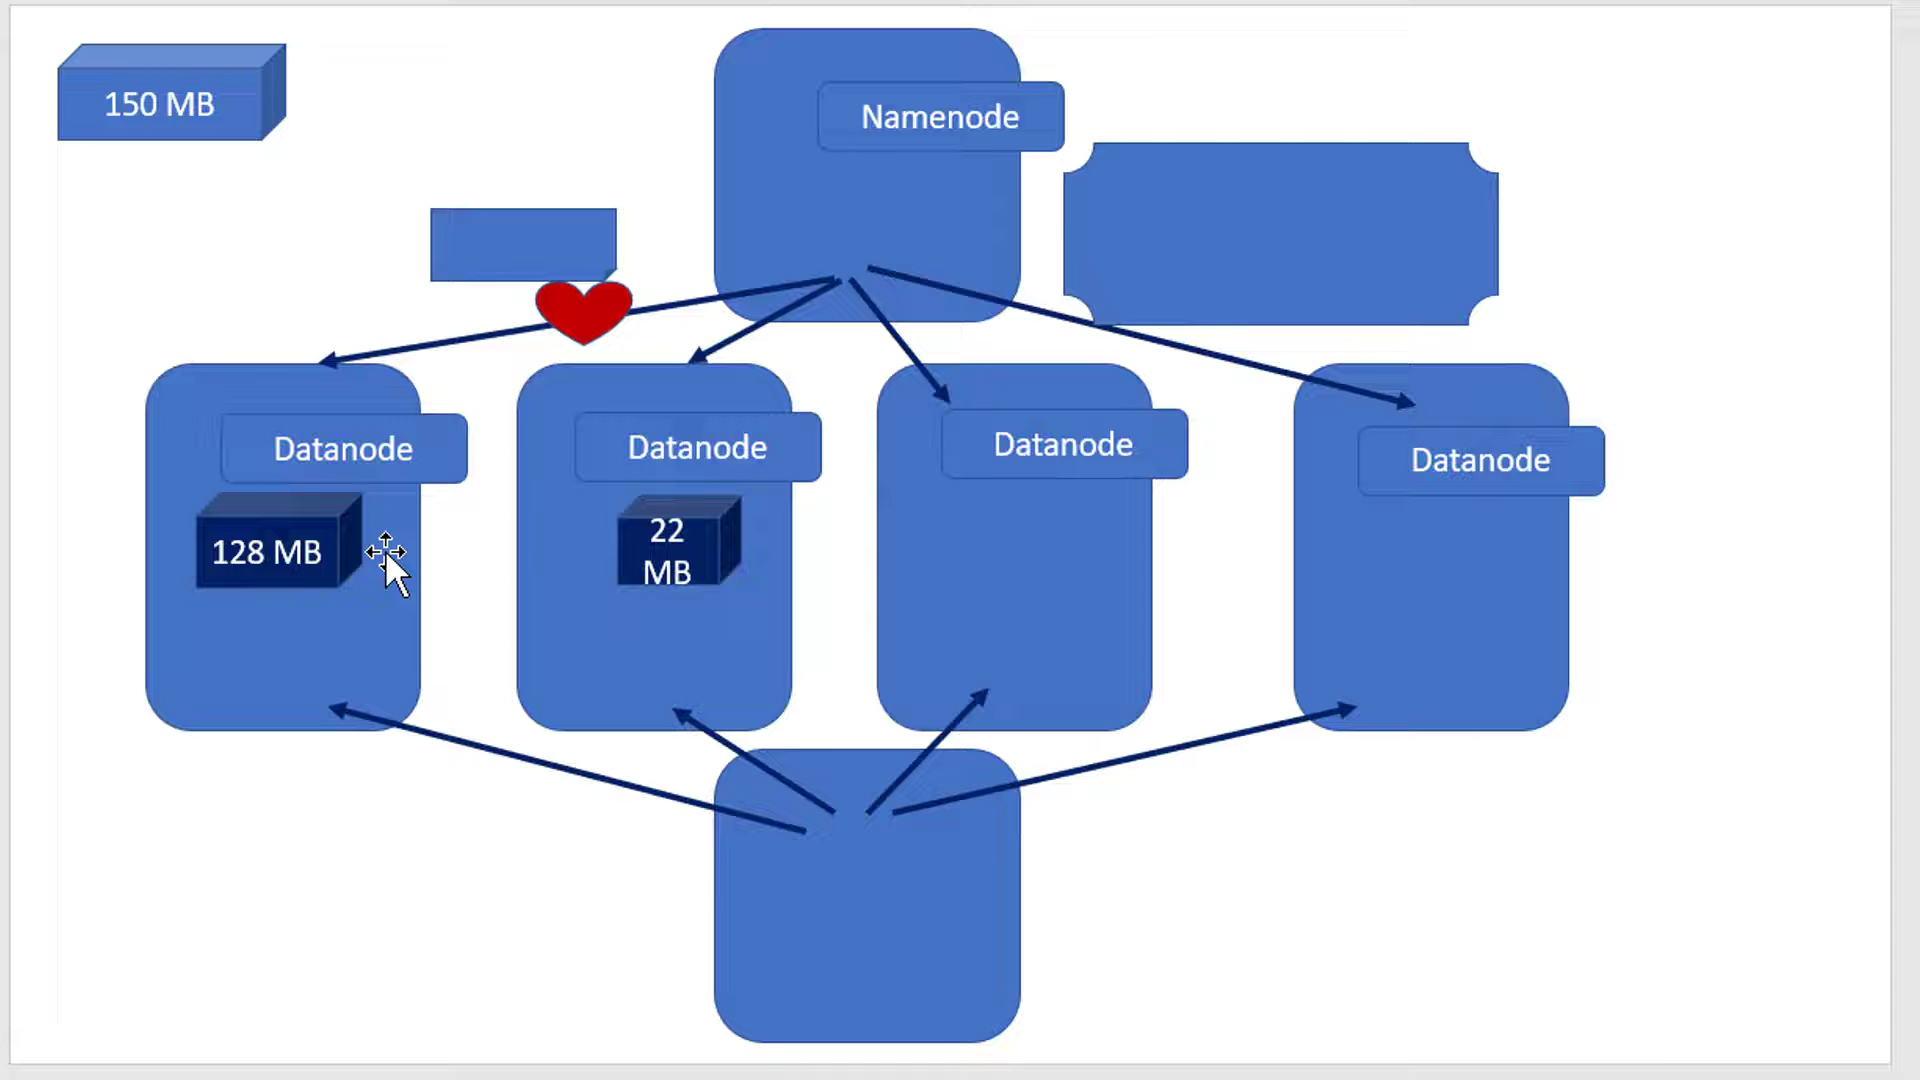 150 MB
Namenode
Datanode
Datanode
Datanode
Datanode
128 MB
22
MB